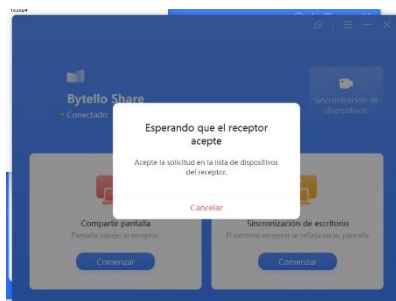 Bytello Share
Conectado
Sincronización de
dispositivos
Esperando que el receptor
acepte
Acepte la solicitud en la lista de dispositivos
del receptor.
Cancelar
Compartir pantalla
Pantalla espejo al receptor.
Comenzar
Sincronización de escritorio
El extremo receptor se refleja en su pantalla
Comenzar